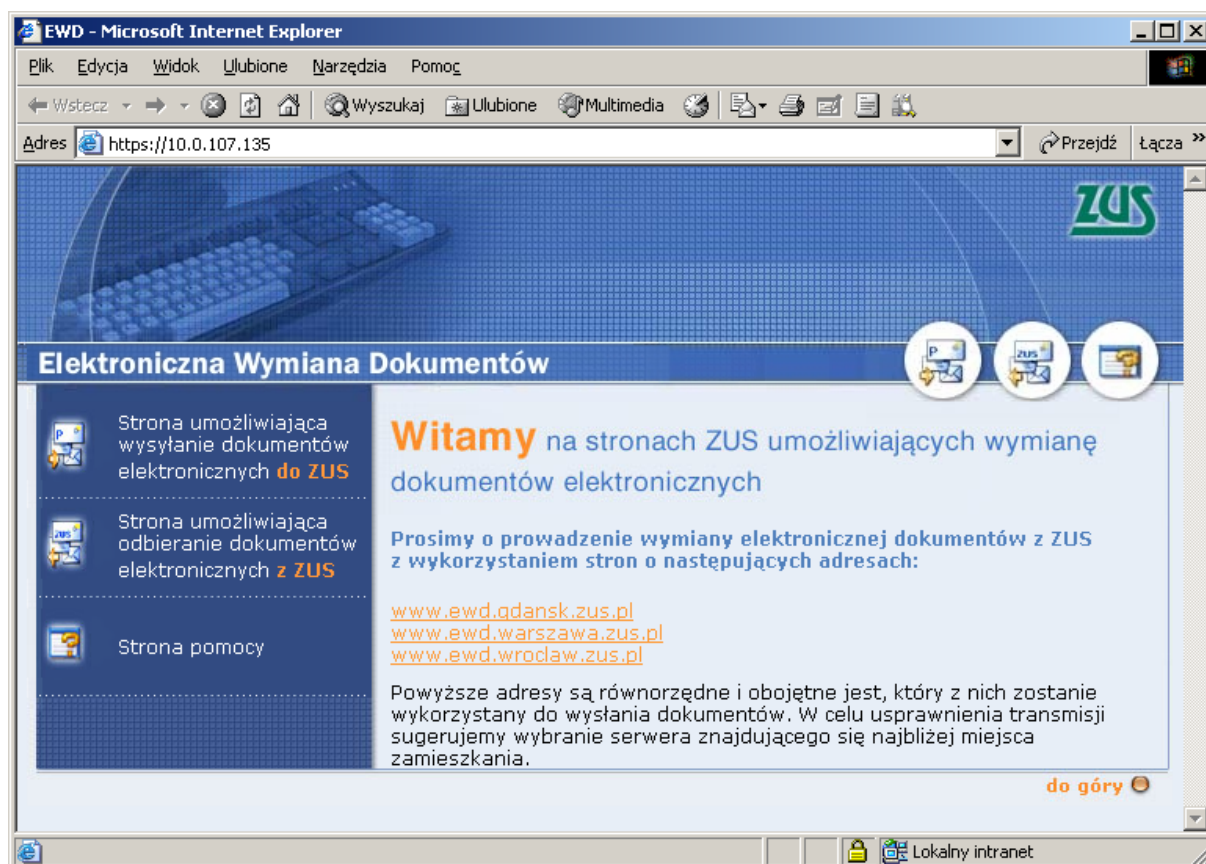 EWD - Microsoft Internet Explorer
Plik Edycja Widok Ulubione Narzędzia Pomoc
Wstecz Wyszukaj Ulubione Multimedia
Adres https://10.0.107.135 Przejdź Łącza »
ZUS
Elektroniczna Wymiana Dokumentów
P
ZUS
P
Strona umożliwiająca
wysyłanie dokumentów
elektronicznych do ZUS
ZUS
Strona umożliwiająca
odbieranie dokumentów
elektronicznych z ZUS
Strona pomocy
Witamy na stronach ZUS umożliwiających wymianę
dokumentów elektronicznych
Prosimy o prowadzenie wymiany elektronicznej dokumentów z ZUS
z wykorzystaniem stron o następujących adresach:
www.ewd.gdansk.zus.pl
www.ewd.warszawa.zus.pl
www.ewd.wroclaw.zus.pl
Powyższe adresy są równorzędne i obojętne jest, który z nich zostanie
wykorzystany do wysłania dokumentów. W celu usprawnienia transmisji
sugerujemy wybranie serwera znajdującego się najbliżej miejsca
zamieszkania.
do góry
Lokalny intranet